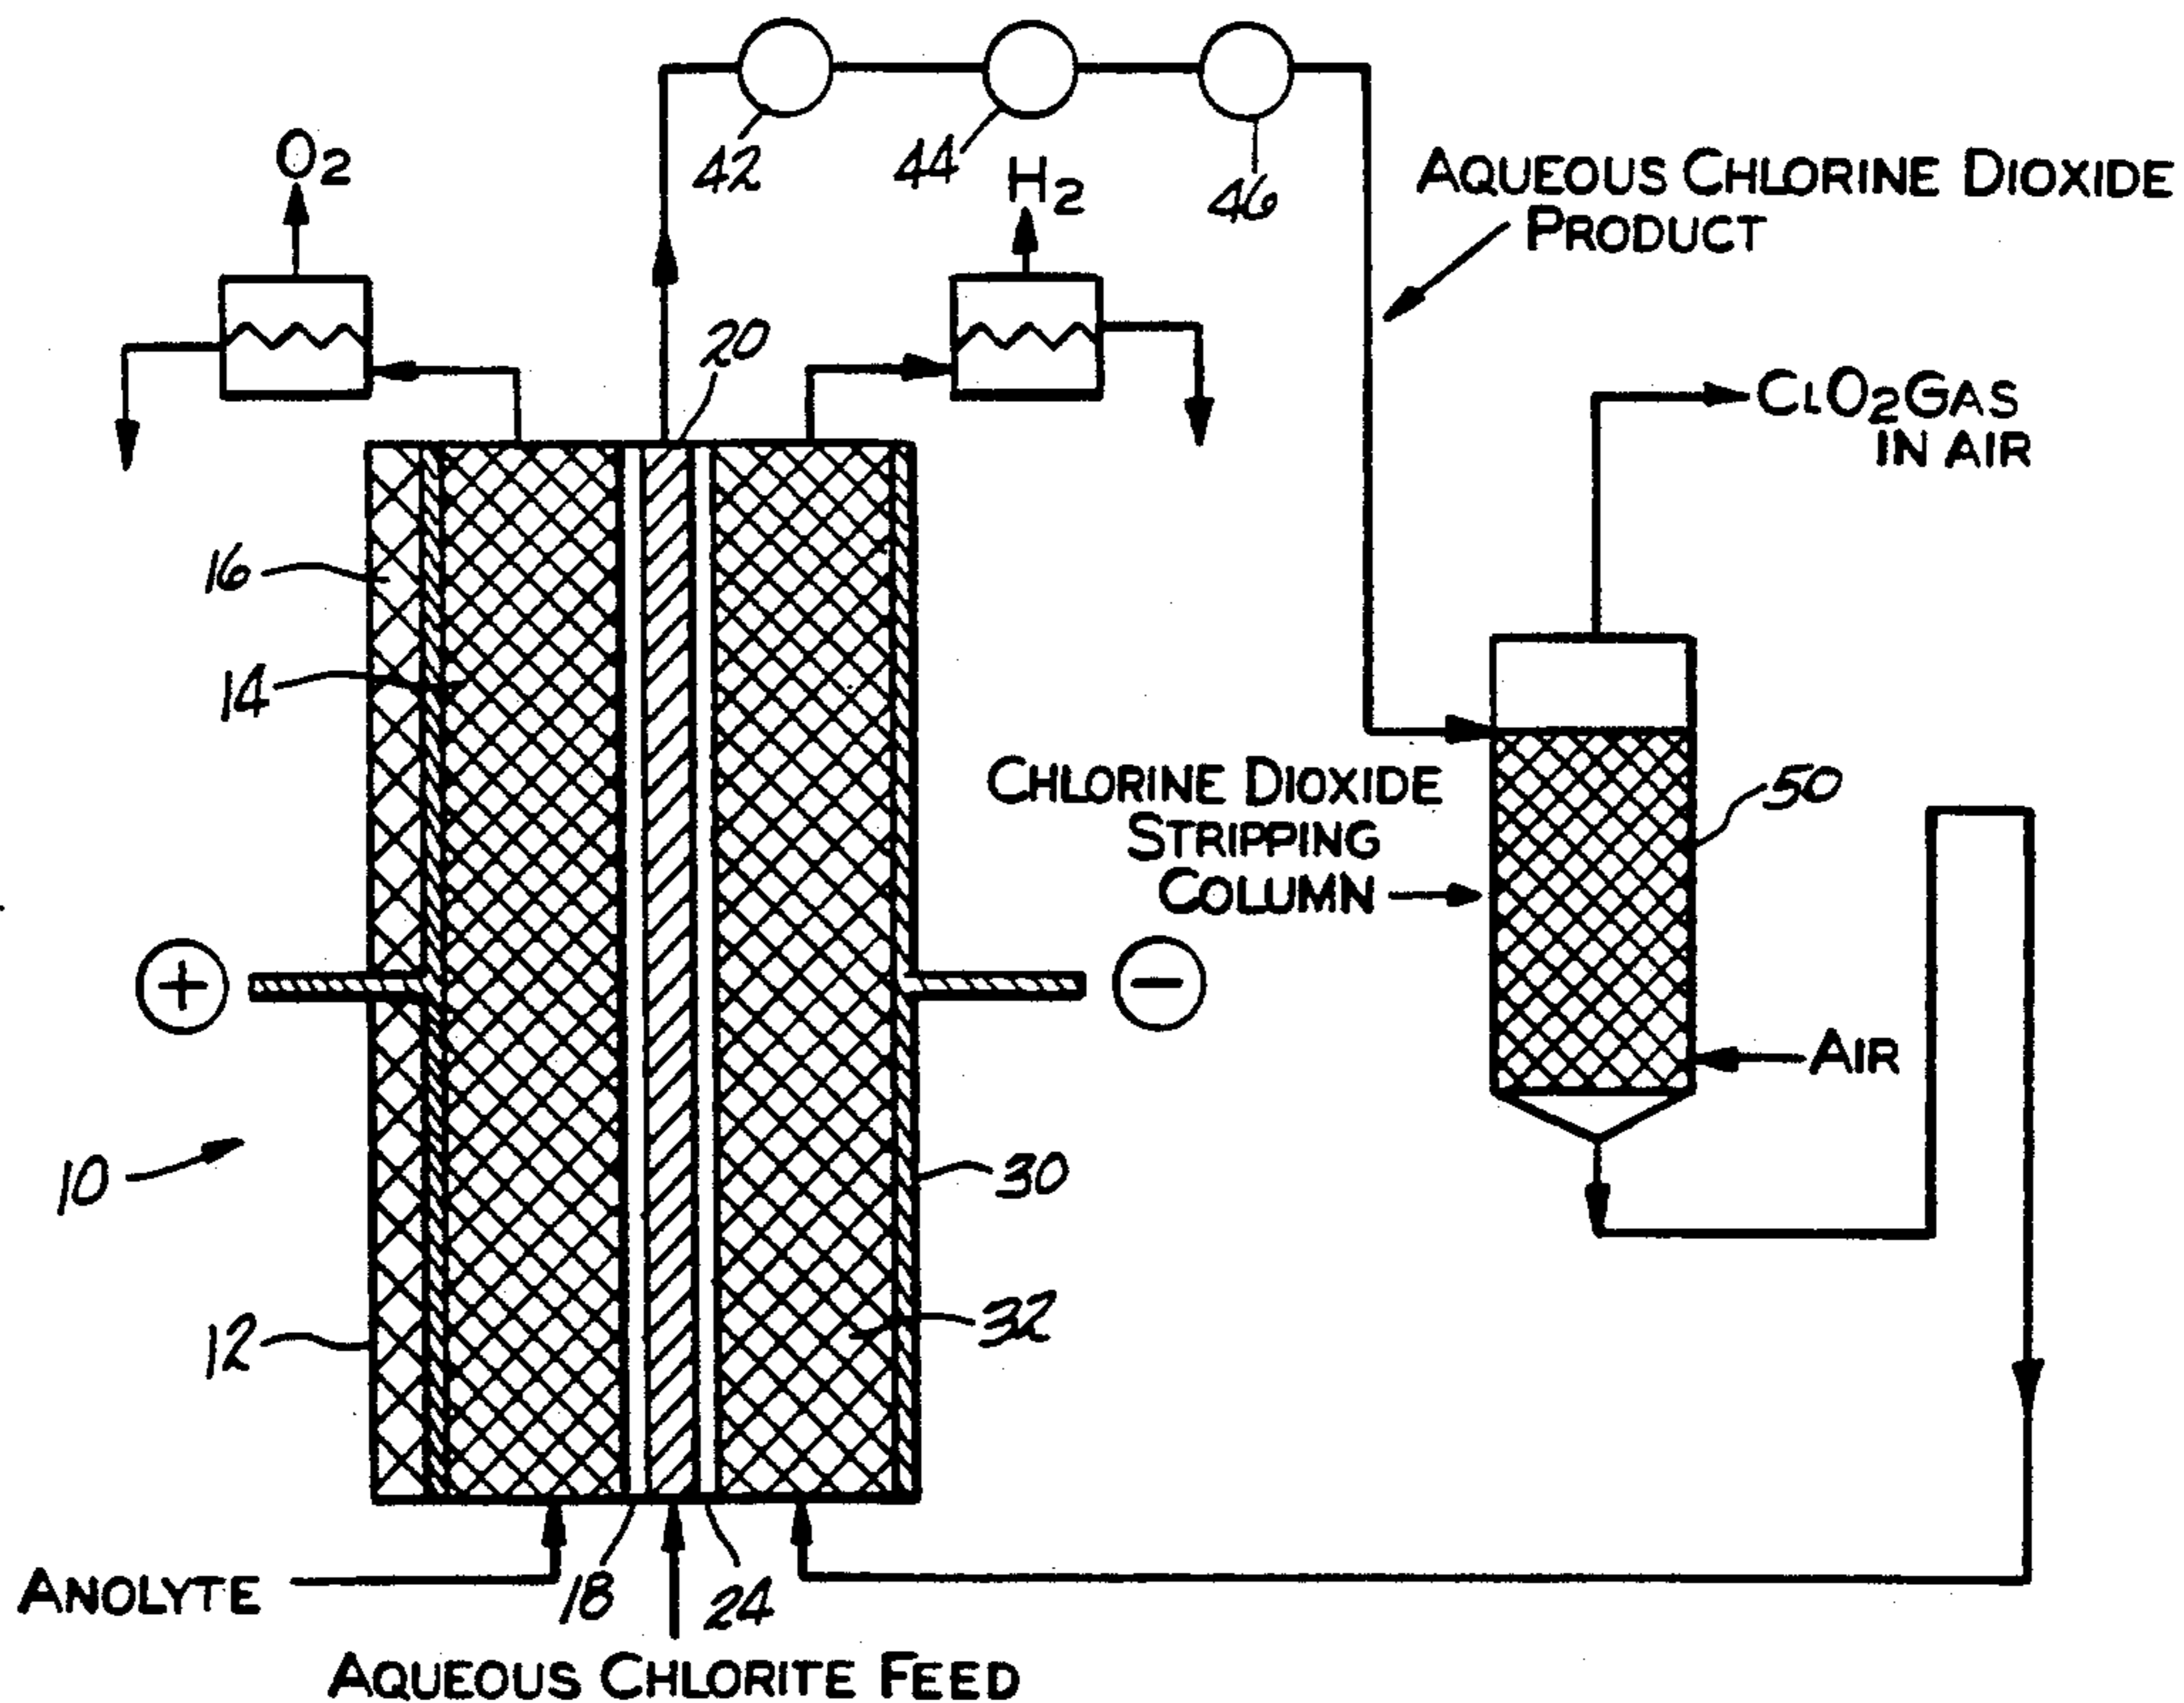 42
44
46
O2
H2
AQUEOUS CHLORINE DIOXIDE
PRODUCT
20
CLO2 GAS
IN AIR
16
14
CHLORINE DIOXIDE
STRIPPING
COLUMN
50
+
−
AIR
10
30
12
32
ANOLYTE
18
24
AQUEOUS CHLORITE FEED